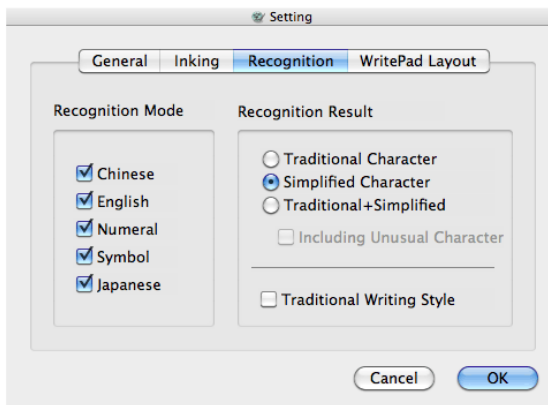 Setting
General Inking Recognition WritePad Layout
Recognition Mode
Chinese
English
Numeral
Symbol
Japanese
Recognition Result
Traditional Character
Simplified Character
Traditional+Simplified
Including Unusual Character
Traditional Writing Style
Cancel OK